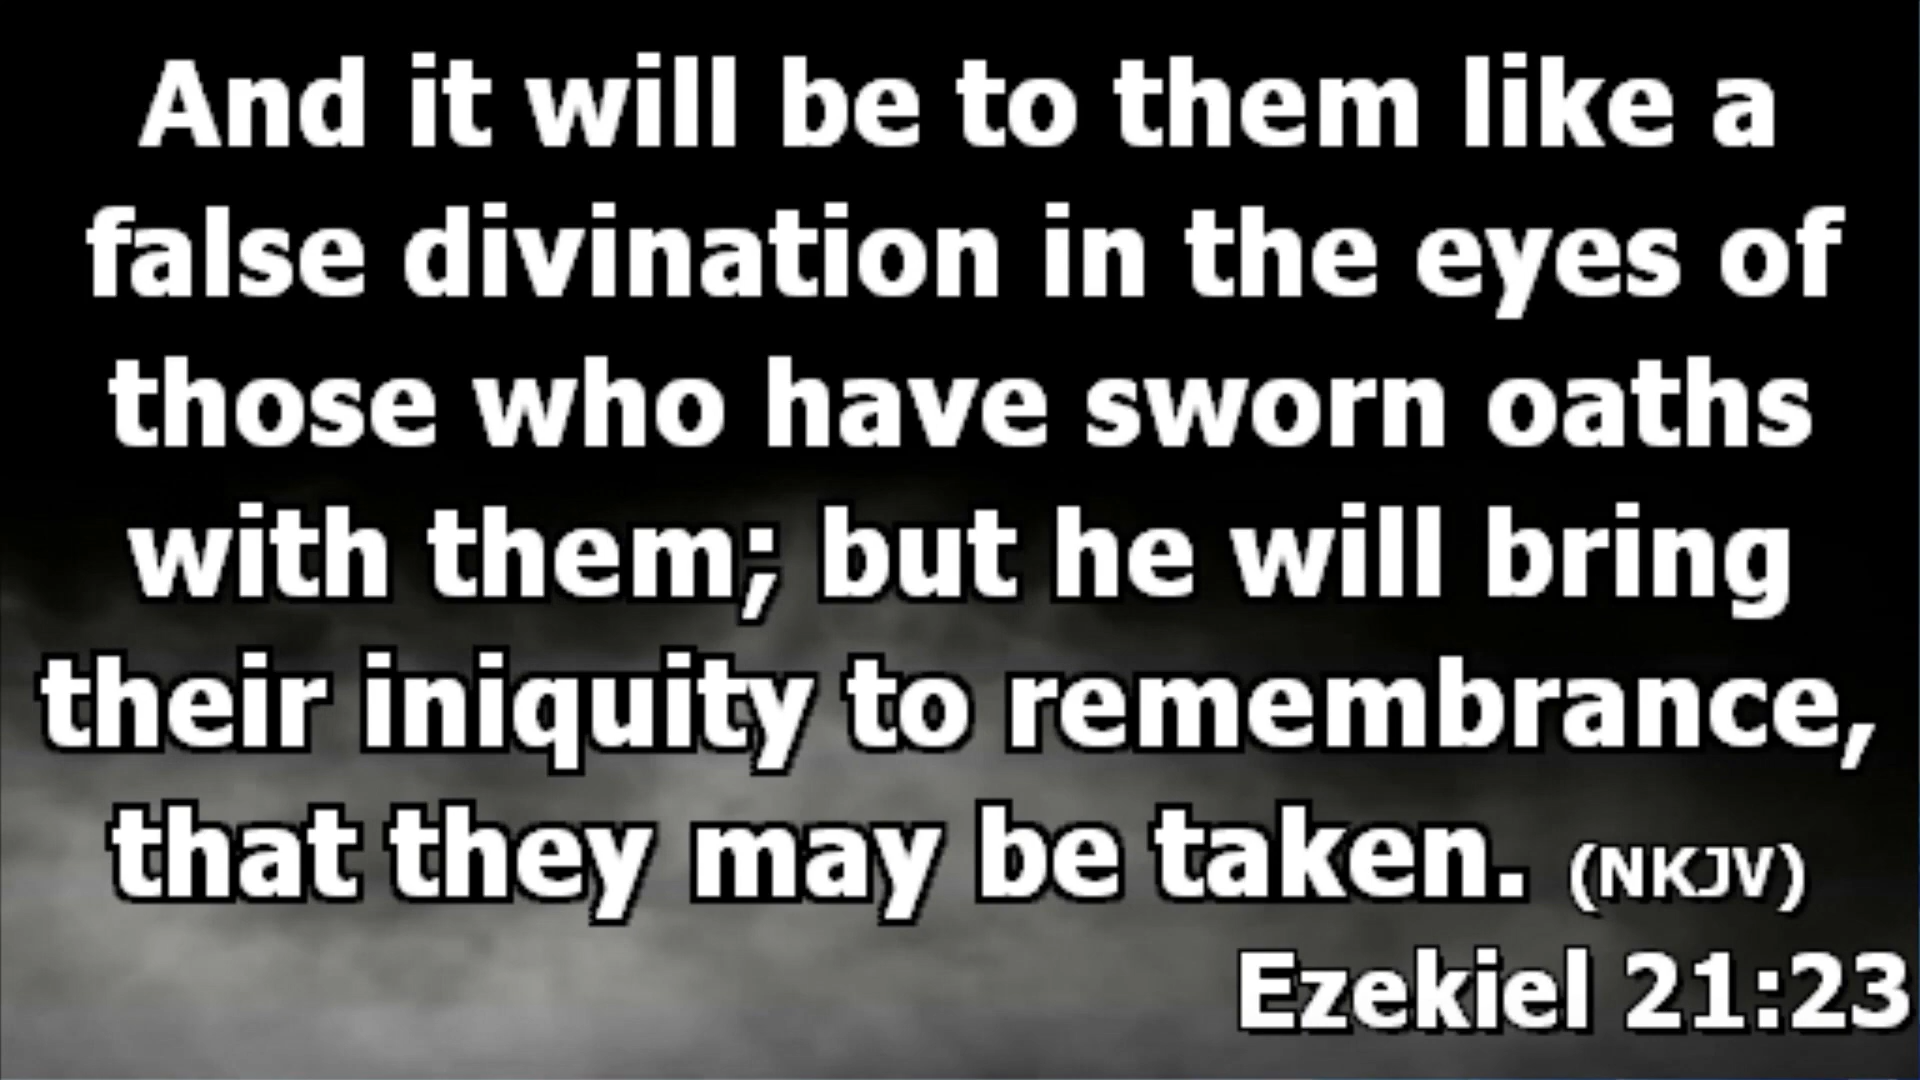 And it will be to them like a
false divination in the eyes of
those who have sworn oaths
with them; but he will bring
their iniquity to remembrance,
that they may be taken. (NKJV)
Ezekiel 21:23